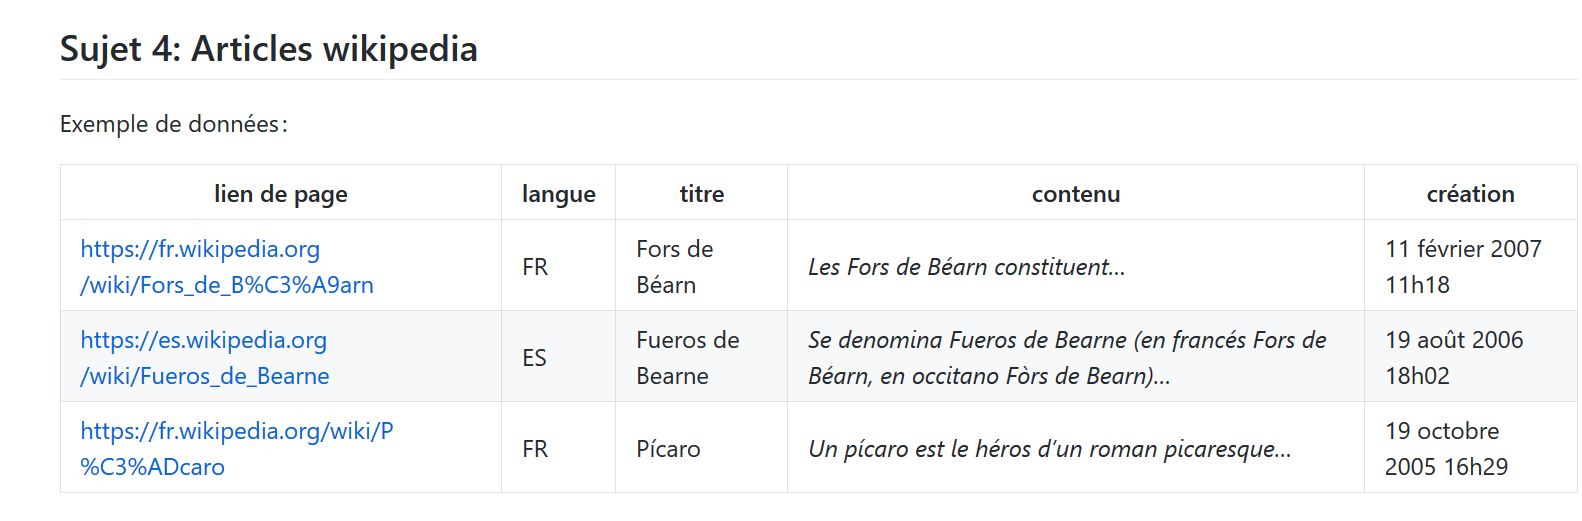 Sujet 4: Articles wikipedia
Exemple de données :
lien de page langue titre contenu création
https://fr.wikipedia.org
/wiki/Fors_de_B%C3%A9arn
FR
Fors de
Béarn
Les Fors de Béarn constituent…
11 février 2007
11h18
https://es.wikipedia.org
/wiki/Fueros_de_Bearne
ES
Fueros de
Bearne
Se denomina Fueros de Bearne (en francés Fors de
Béarn, en occitano Fòrs de Bearn)…
19 août 2006
18h02
https://fr.wikipedia.org/wiki/P
%C3%ADcaro
FR
Pícaro
Un pícaro est le héros d’un roman picaresque…
19 octobre
2005 16h29